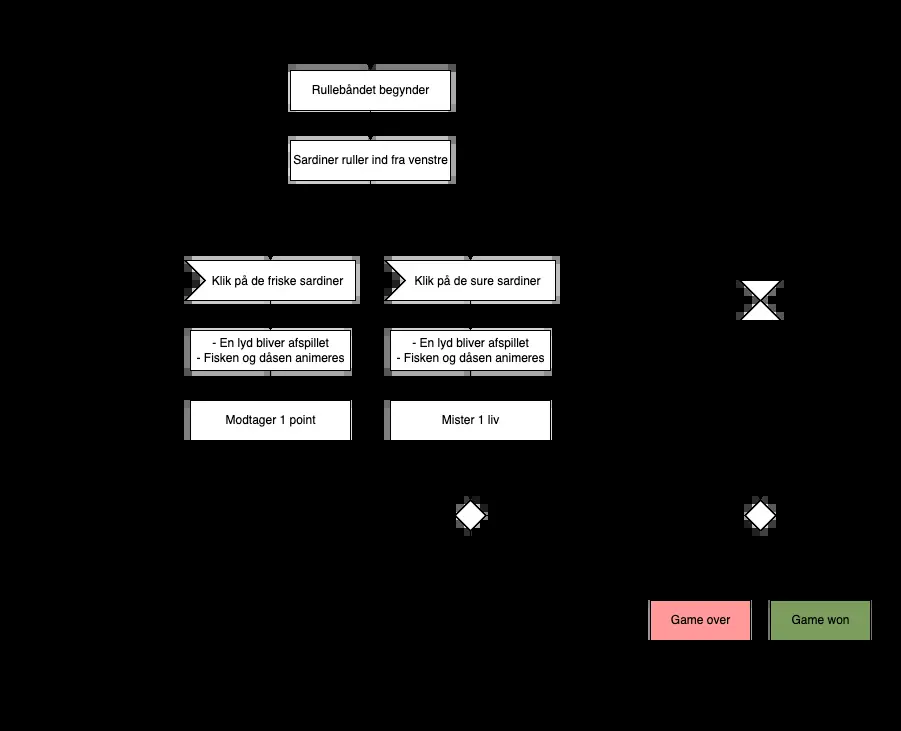 Rullebåndet begynder
Sardiner ruller ind fra venstre
Klik på de friske sardiner
Klik på de sure sardiner
- En lyd bliver afspillet
- Fisken og dåsen animeres
- En lyd bliver afspillet
- Fisken og dåsen animeres
Modtager 1 point
Mister 1 liv
Game over
Game won